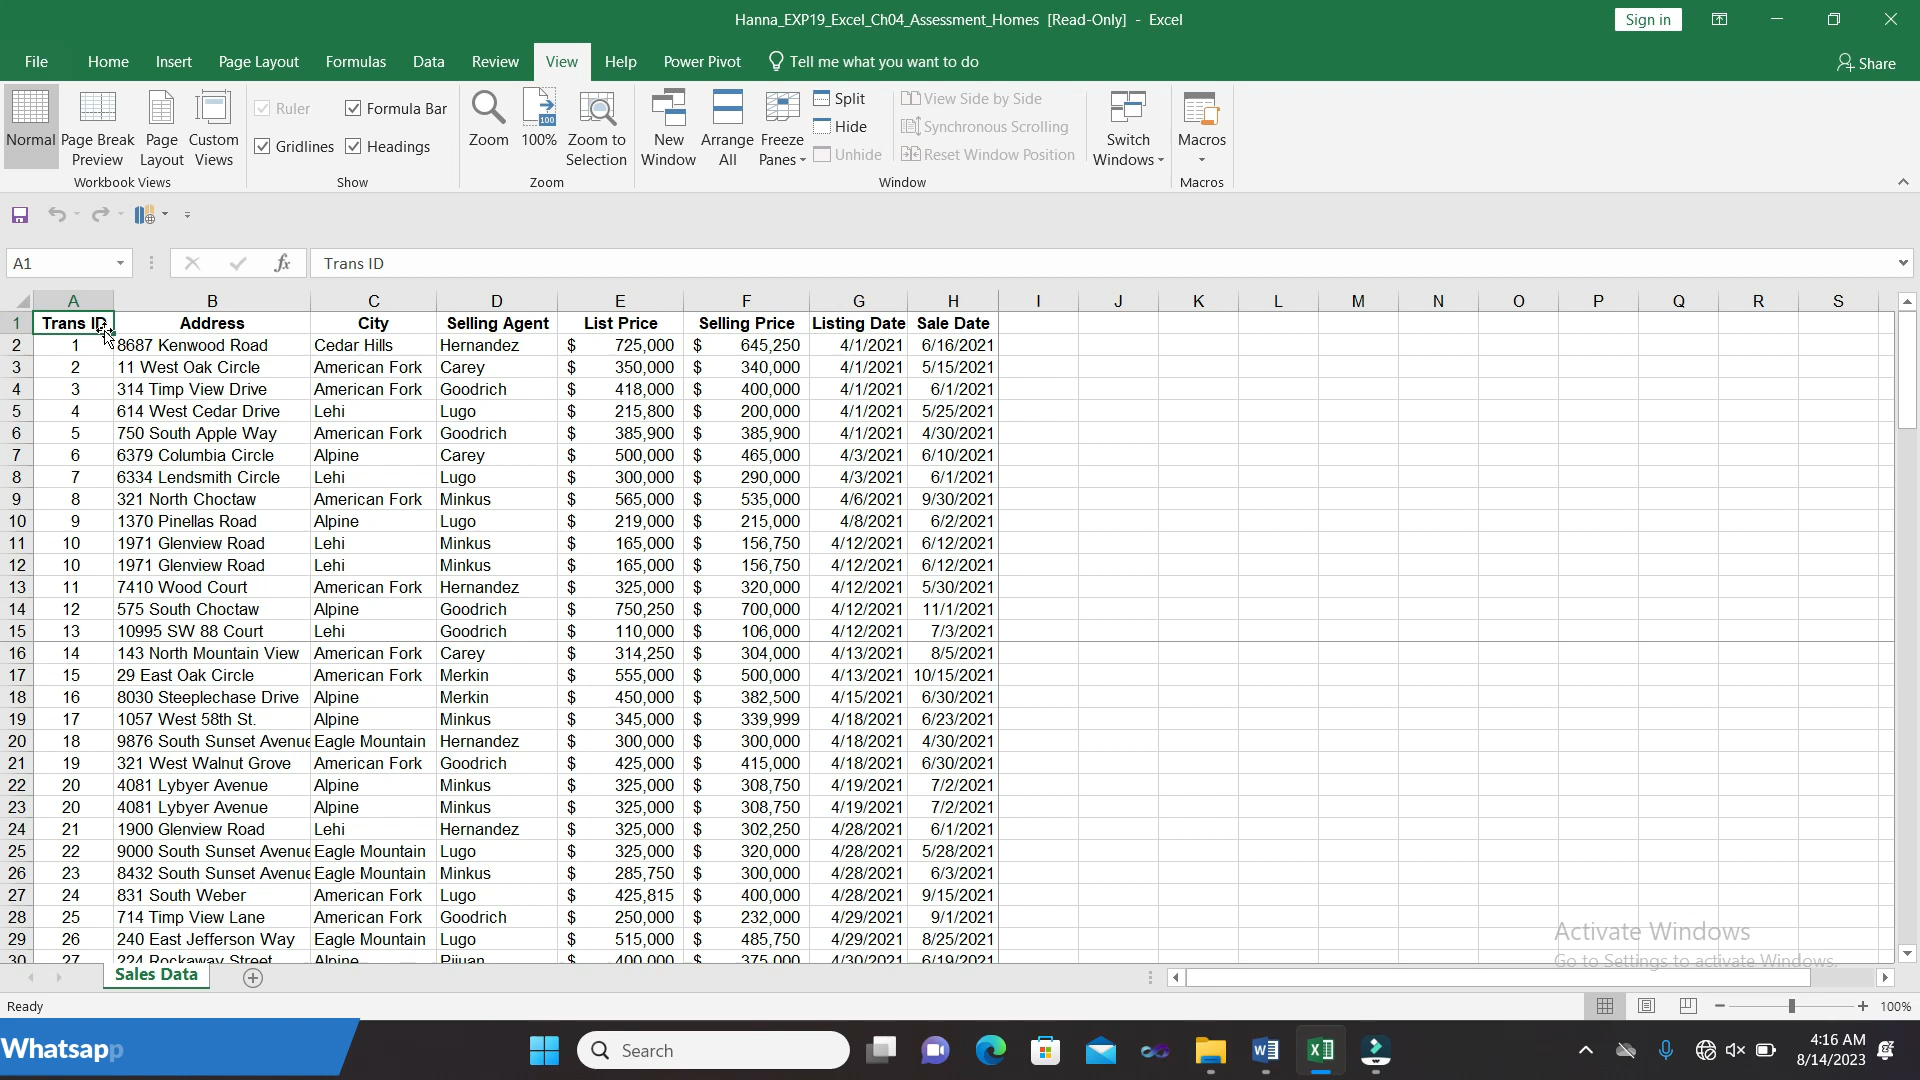 Hanna_EXP19_Excel_Ch04_Assessment_Homes [Read-Only] - Excel
Sign in
File Home Insert Page Layout Formulas Data Review View Help Power Pivot Tell me what you want to do
Share
Normal Page Break Preview Page Layout Custom Views
Workbook Views
Ruler Formula Bar
Gridlines Headings
Show
Zoom 100% Zoom to Selection
Zoom
New Window Arrange All Freeze Panes
Split
Hide
Unhide
View Side by Side
Synchronous Scrolling
Reset Window Position
Switch Windows
Window
Macros
Macros
A1 fx Trans ID
A B C D E F G H I J K L M N O P Q R S
1 Trans ID Address City Selling Agent List Price Selling Price Listing Date Sale Date
2 1 8687 Kenwood Road Cedar Hills Hernandez $ 725,000 $ 645,250 4/1/2021 6/16/2021
3 2 11 West Oak Circle American Fork Carey $ 350,000 $ 340,000 4/1/2021 5/15/2021
4 3 314 Timp View Drive American Fork Goodrich $ 418,000 $ 400,000 4/1/2021 6/1/2021
5 4 614 West Cedar Drive Lehi Lugo $ 215,800 $ 200,000 4/1/2021 5/25/2021
6 5 750 South Apple Way American Fork Goodrich $ 385,900 $ 385,900 4/1/2021 4/30/2021
7 6 6379 Columbia Circle Alpine Carey $ 500,000 $ 465,000 4/3/2021 6/10/2021
8 7 6334 Lendsmith Circle Lehi Lugo $ 300,000 $ 290,000 4/3/2021 6/1/2021
9 8 321 North Choctaw American Fork Minkus $ 565,000 $ 535,000 4/6/2021 9/30/2021
10 9 1370 Pinellas Road Alpine Lugo $ 219,000 $ 215,000 4/8/2021 6/2/2021
11 10 1971 Glenview Road Lehi Minkus $ 165,000 $ 156,750 4/12/2021 6/12/2021
12 10 1971 Glenview Road Lehi Minkus $ 165,000 $ 156,750 4/12/2021 6/12/2021
13 11 7410 Wood Court American Fork Hernandez $ 325,000 $ 320,000 4/12/2021 5/30/2021
14 12 575 South Choctaw Alpine Goodrich $ 750,250 $ 700,000 4/12/2021 11/1/2021
15 13 10995 SW 88 Court Lehi Goodrich $ 110,000 $ 106,000 4/12/2021 7/3/2021
16 14 143 North Mountain View American Fork Carey $ 314,250 $ 304,000 4/13/2021 8/5/2021
17 15 29 East Oak Circle American Fork Merkin $ 555,000 $ 500,000 4/13/2021 10/15/2021
18 16 8030 Steeplechase Drive Alpine Merkin $ 450,000 $ 382,500 4/15/2021 6/30/2021
19 17 1057 West 58th St. Alpine Minkus $ 345,000 $ 339,999 4/18/2021 6/23/2021
20 18 9876 South Sunset Avenue Eagle Mountain Hernandez $ 300,000 $ 300,000 4/18/2021 4/30/2021
21 19 321 West Walnut Grove American Fork Goodrich $ 425,000 $ 415,000 4/18/2021 6/30/2021
22 20 4081 Lybyer Avenue Alpine Minkus $ 325,000 $ 308,750 4/19/2021 7/2/2021
23 20 4081 Lybyer Avenue Alpine Minkus $ 325,000 $ 308,750 4/19/2021 7/2/2021
24 21 1900 Glenview Road Lehi Hernandez $ 325,000 $ 302,250 4/28/2021 6/1/2021
25 22 9000 South Sunset Avenue Eagle Mountain Lugo $ 325,000 $ 320,000 4/28/2021 5/28/2021
26 23 8432 South Sunset Avenue Eagle Mountain Minkus $ 285,750 $ 300,000 4/28/2021 6/3/2021
27 24 831 South Weber American Fork Lugo $ 425,815 $ 400,000 4/28/2021 9/15/2021
28 25 714 Timp View Lane American Fork Goodrich $ 250,000 $ 232,000 4/29/2021 9/1/2021
29 26 240 East Jefferson Way Eagle Mountain Lugo $ 515,000 $ 485,750 4/29/2021 8/25/2021
30 27 224 Rockaway Street Alpine Pijuan $ 400,000 $ 375,000 4/30/2021 6/19/2021
Activate Windows
Go to Settings to activate Windows.
Sales Data
Ready
100%
Whatsapp
Search
4:16 AM
8/14/2023